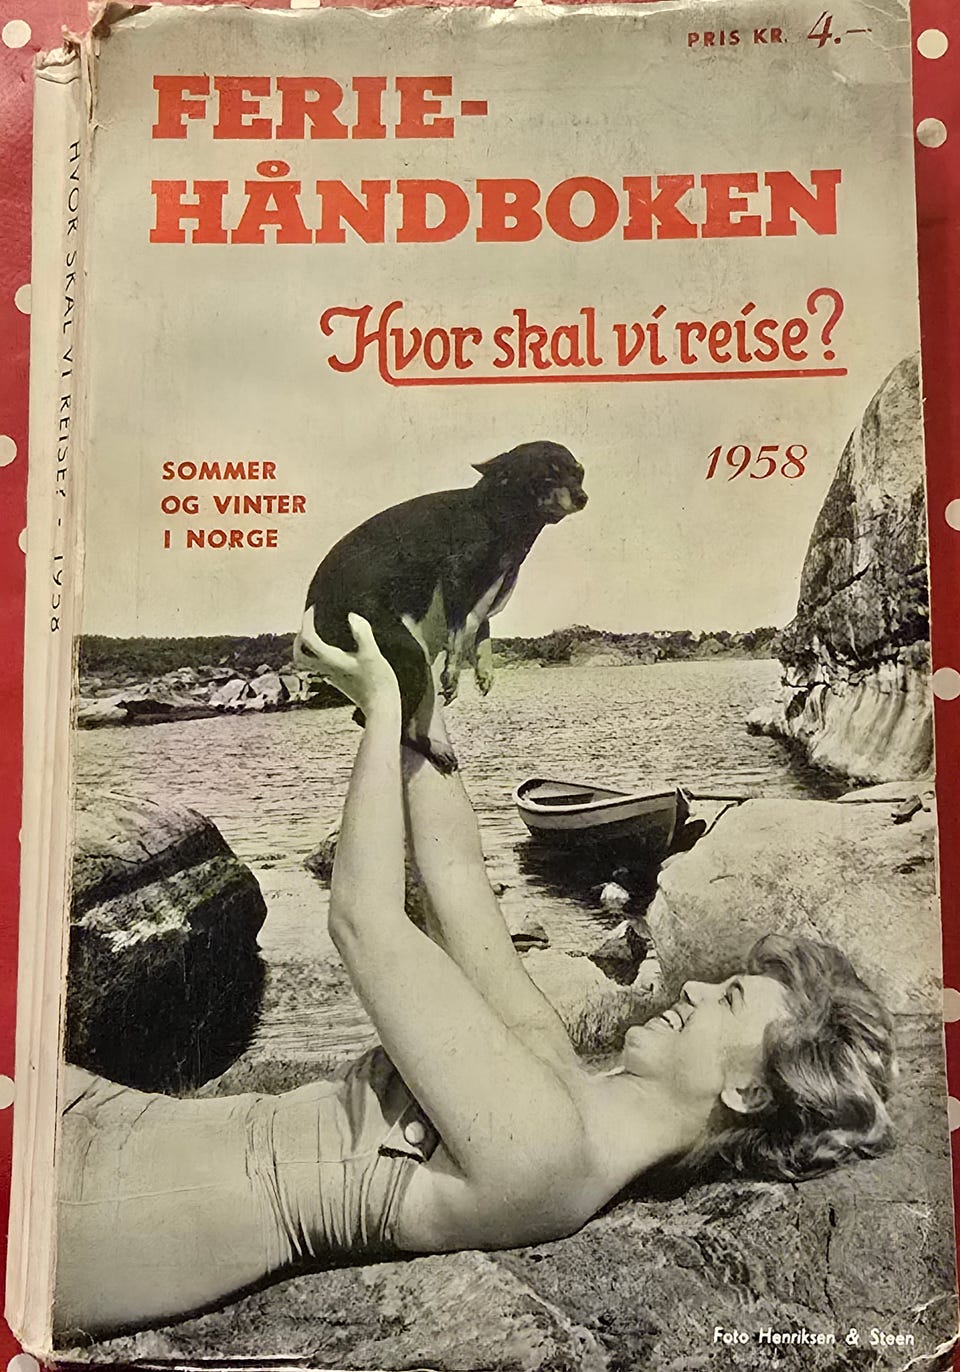 PRIS KR. 4.—
FERIE-
HÅNDBOKEN
Hvor skal vi reise?
1958
SOMMER
OG VINTER
I NORGE
HVOR SKAL VI REISE? - 1958
Foto Henriksen & Steen